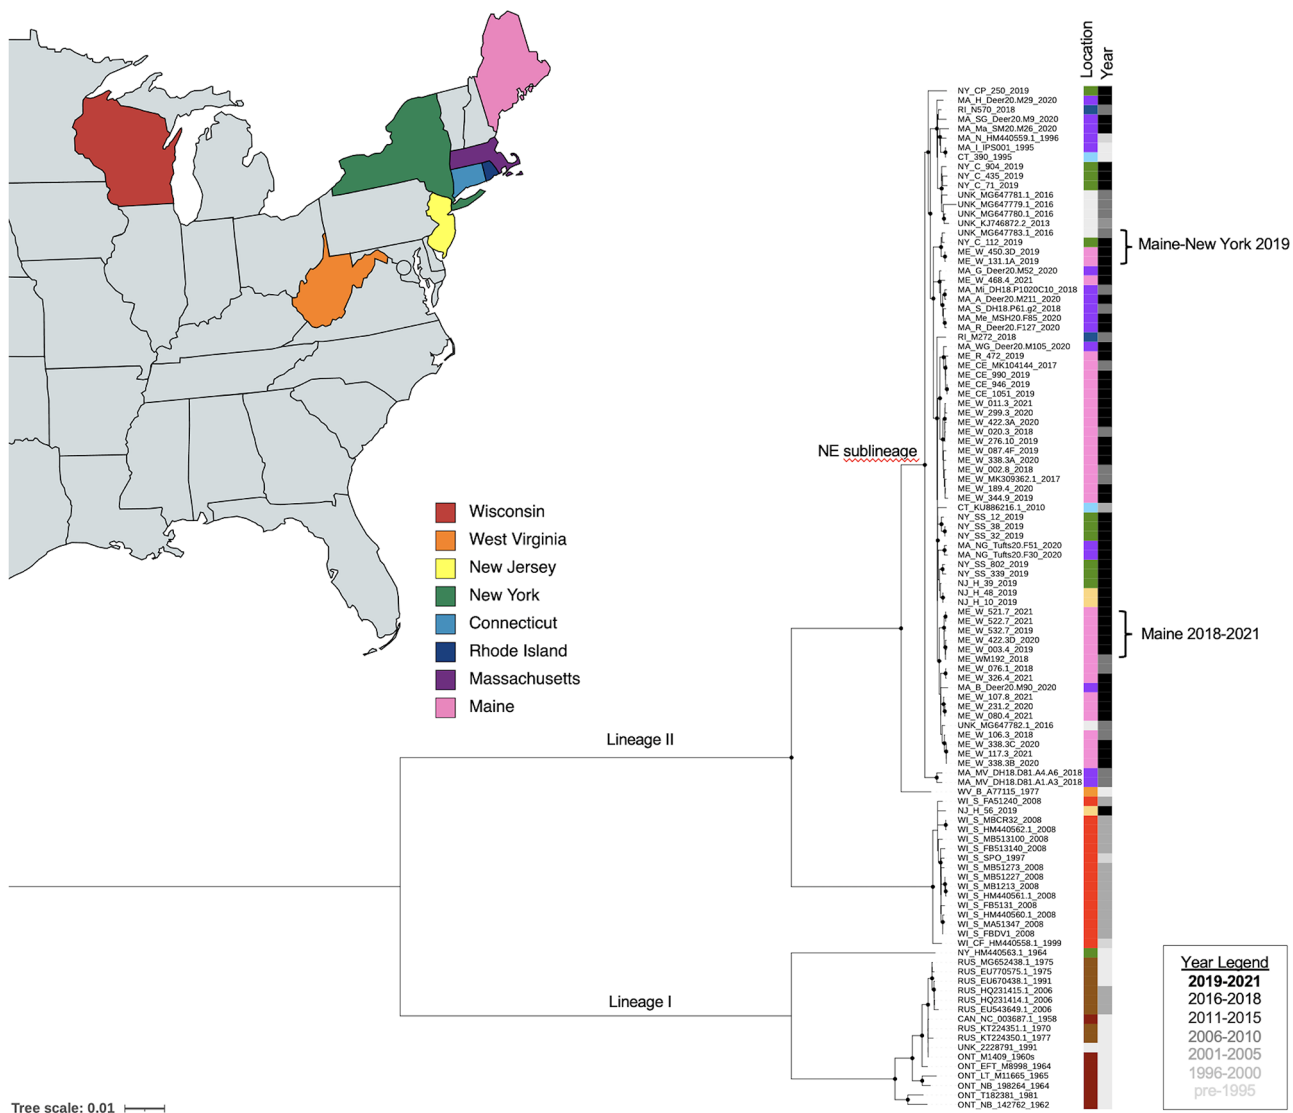 Location
Year
NY_CP_250_2019
MA_H_Deer20.M29_2020
RI_N570_2018
MA_SG_Deer20.M9_2020
MA_Ma_SM20.M26_2020
MA_N_HM440559.1_1996
MA_I_IPS001_1995
CT_390_1995
NY_C_904_2019
NY_C_435_2019
NY_C_71_2019
UNK_MG647781.1_2016
UNK_MG647779.1_2016
UNK_MG647780.1_2016
UNK_KJ746872.2_2013
UNK_MG647783.1_2016
NY_C_112_2019
ME_W_450.3D_2019
ME_W_131.1A_2019
Maine-New York 2019
MA_G_Deer20.M52_2020
ME_W_468.4_2021
MA_Mi_DH18.P1020C10_2018
MA_A_Deer20.M211_2020
MA_S_DH18.P61.g2_2018
MA_Me_MSH20.F85_2020
MA_R_Deer20.F127_2020
RI_M272_2018
MA_WG_Deer20.M105_2020
ME_R_472_2019
ME_CE_MK104144_2017
ME_CE_990_2019
ME_CE_946_2019
ME_CE_1051_2019
ME_W_011.3_2021
ME_W_299.3_2020
ME_W_422.3A_2020
ME_W_020.3_2018
ME_W_276.10_2019
ME_W_087.4F_2019
NE sublineage
ME_W_338.3A_2020
ME_W_002.8_2018
ME_W_MK309362.1_2017
ME_W_189.4_2020
ME_W_344.9_2019
CT_KU886216.1_2010
NY_SS_12_2019
NY_SS_38_2019
NY_SS_32_2019
MA_NG_Tufts20.F51_2020
MA_NG_Tufts20.F30_2020
NY_SS_802_2019
NY_SS_339_2019
NJ_H_39_2019
NJ_H_48_2019
NJ_H_10_2019
ME_W_521.7_2021
ME_W_522.7_2021
ME_W_532.7_2019
ME_W_422.3D_2020
ME_W_003.4_2019
Maine 2018-2021
ME_WM192_2018
ME_W_076.1_2018
ME_W_326.4_2021
MA_B_Deer20.M90_2020
ME_W_107.8_2021
ME_W_231.2_2020
ME_W_080.4_2021
UNK_MG647782.1_2016
ME_W_106.3_2018
ME_W_338.3C_2020
ME_W_117.3_2021
ME_W_338.3B_2020
MA_MV_DH18.D81.A4.A6_2018
MA_MV_DH18.D81.A1.A3_2018
WV_B_A77115_1977
WI_S_FA51240_2008
NJ_H_56_2019
WI_S_MBCR32_2008
WI_S_HM440562.1_2008
WI_S_MB513100_2008
WI_S_FB513140_2008
WI_S_SPO_1997
WI_S_MB51273_2008
WI_S_MB51227_2008
WI_S_MB1213_2008
WI_S_HM440561.1_2008
WI_S_FB5131_2008
WI_S_HM440560.1_2008
WI_S_MA51347_2008
WI_S_FBDV1_2008
WI_CF_HM440558.1_1999
NY_HM440563.1_1964
RUS_MG652438.1_1975
RUS_EU770575.1_1975
RUS_EU670438.1_1991
RUS_HQ231415.1_2006
RUS_HQ231414.1_2006
RUS_EU543649.1_2006
CAN_NC_003687.1_1958
RUS_KT224351.1_1970
RUS_KT224350.1_1977
UNK_2228791_1991
ONT_M1409_1960s
ONT_EFT_M8998_1964
ONT_LT_M11665_1965
ONT_NB_198264_1964
ONT_T182381_1981
ONT_NB_142762_1962
Wisconsin
West Virginia
New Jersey
New York
Connecticut
Rhode Island
Massachusetts
Maine
Lineage II
Lineage I
Year Legend
2019-2021
2016-2018
2011-2015
2006-2010
2001-2005
1996-2000
pre-1995
Tree scale: 0.01